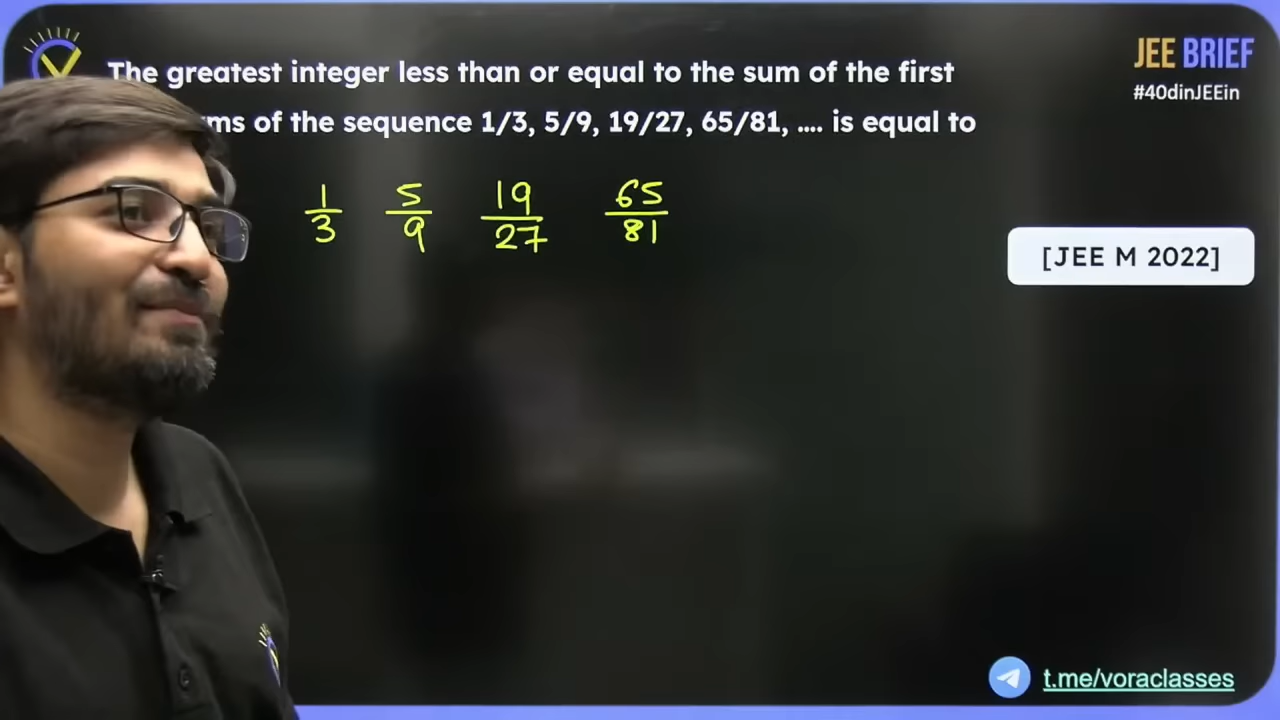 The greatest integer less than or equal to the sum of the first
of the sequence 1/3, 5/9, 19/27, 65/81, .... is equal to
JEE BRIEF
#40dinJEEin
1/3 5/9 19/27 65/81
[JEE M 2022]
t.me/voraclasses